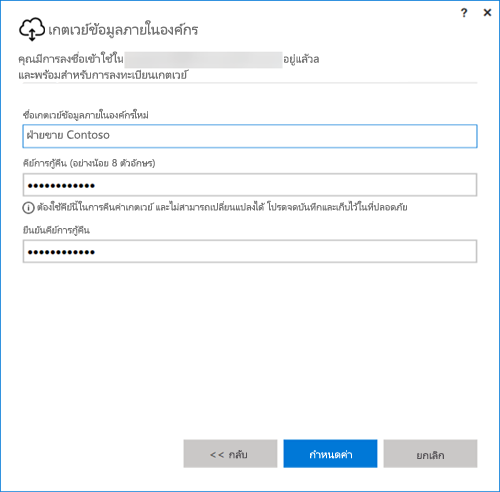 ? ×
เกตเวย์ข้อมูลภายในองค์กร
คุณมีการลงชื่อเข้าใช้ใน อยู่แล้วล
และพร้อมสำหรับการลงทะเบียนเกตเวย์
ชื่อเกตเวย์ข้อมูลภายในองค์กรใหม่
ฝ่ายขาย Contoso
คีย์การกู้คืน (อย่างน้อย 8 ตัวอักษร)
●●●●●●●●●●●●
ต้องใช้คีย์นี้ในการคืนค่าเกตเวย์ และไม่สามารถเปลี่ยนแปลงได้ โปรดจดบันทึกและเก็บไว้ในที่ปลอดภัย
ยืนยันคีย์การกู้คืน
●●●●●●●●●●●●
<< กลับ
กำหนดค่า
ยกเลิก